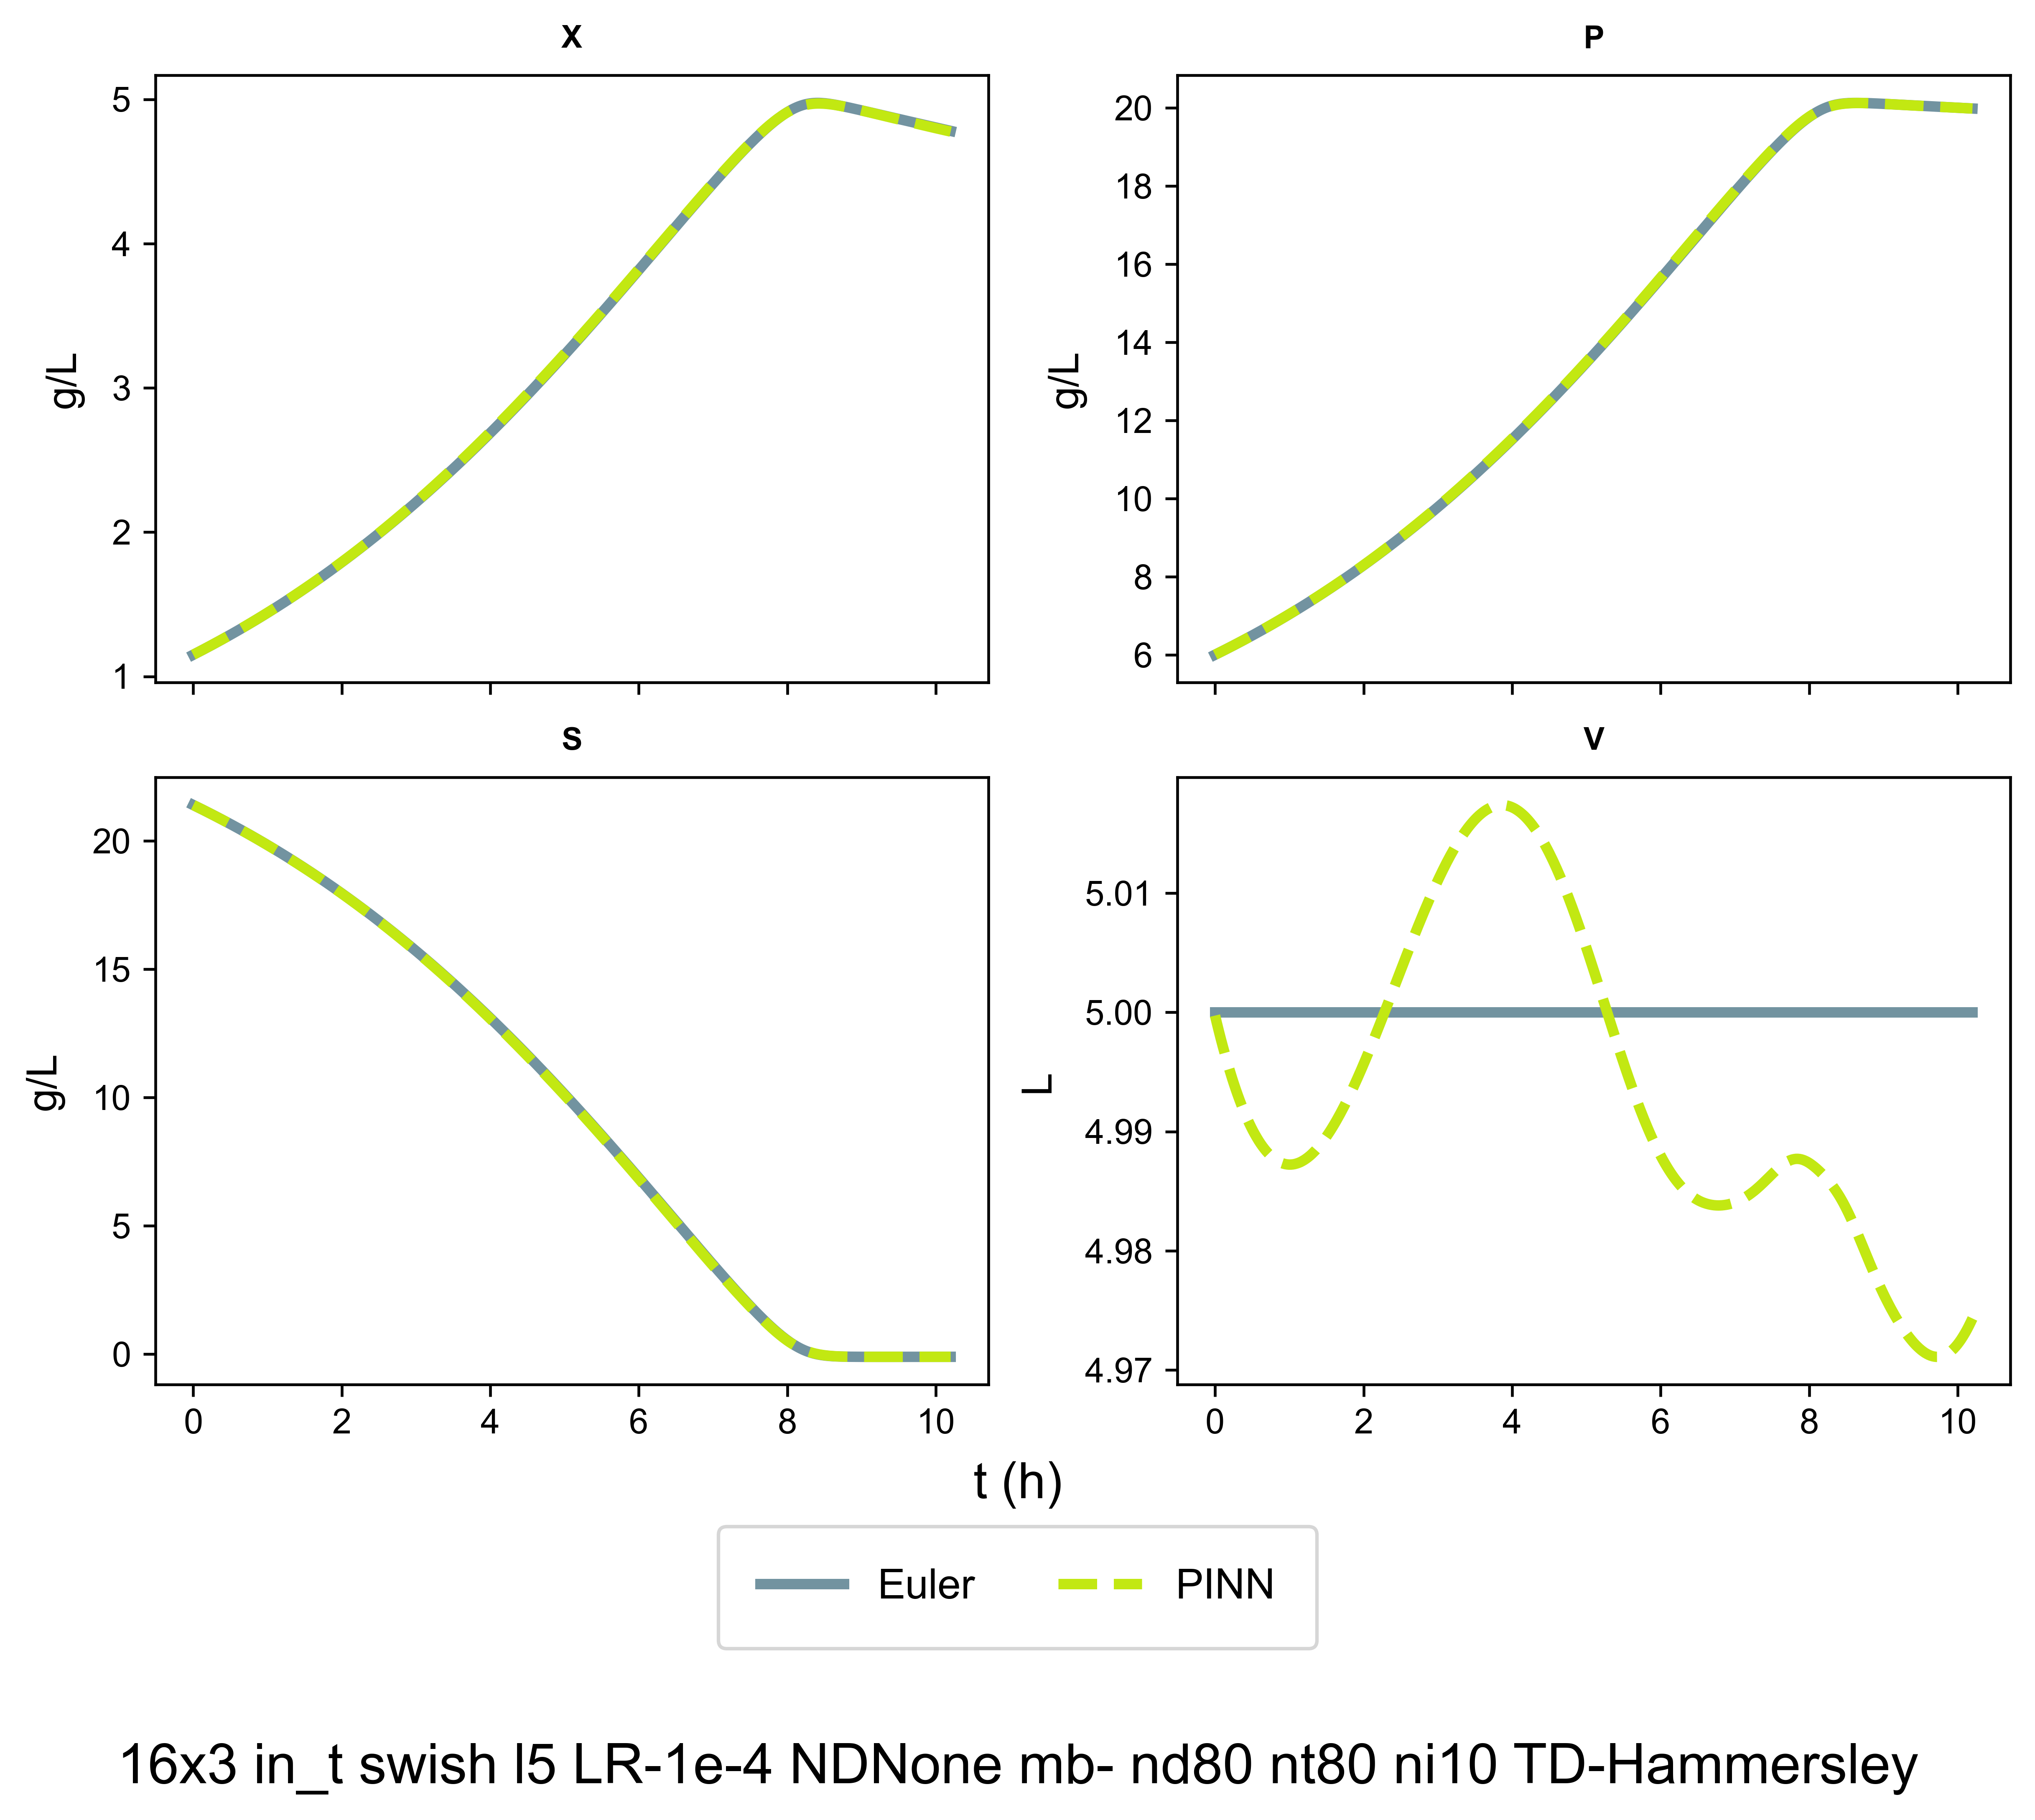 X
5
4
3
2
1
g/L
P
20
18
16
14
12
10
8
6
g/L
S
20
15
10
5
0
g/L
0 2 4 6 8 10
V
5.01
5.00
4.99
4.98
4.97
L
0 2 4 6 8 10
t (h)
Euler PINN
16x3 in_t swish l5 LR-1e-4 NDNone mb- nd80 nt80 ni10 TD-Hammersley